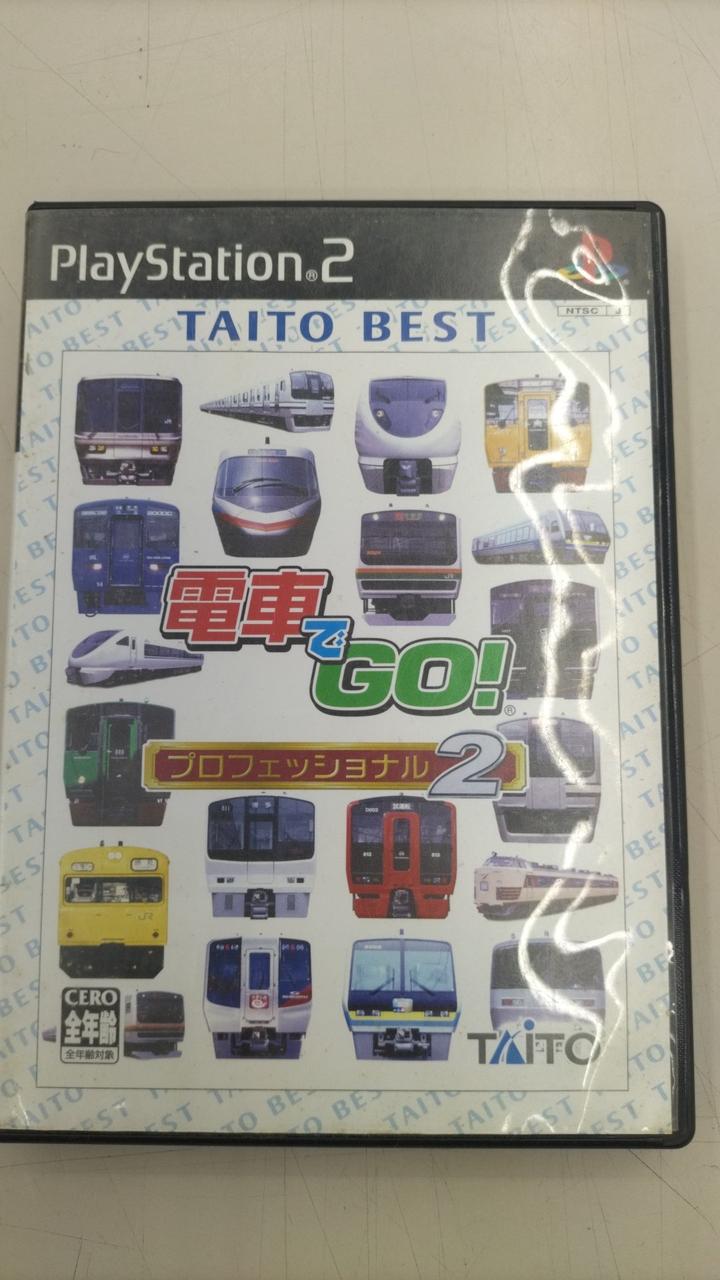 PlayStation®2
NTSC J
TAITO BEST
電車でGO!®
プロフェッショナル2
CERO
全年齢
全年齢対象
TAITO